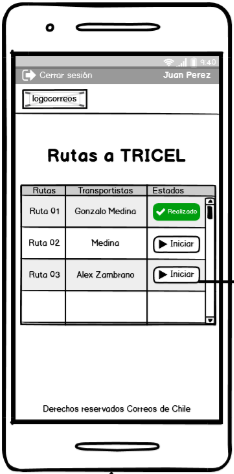 9:40
Cerrar sesión Juan Perez
logocorreos
Rutas a TRICEL
Rutas Transportistas Estados
Ruta 01 Gonzalo Medina Realizado
Ruta 02 Medina Iniciar
Ruta 03 Alex Zambrano Iniciar
Derechos reservados Correos de Chile